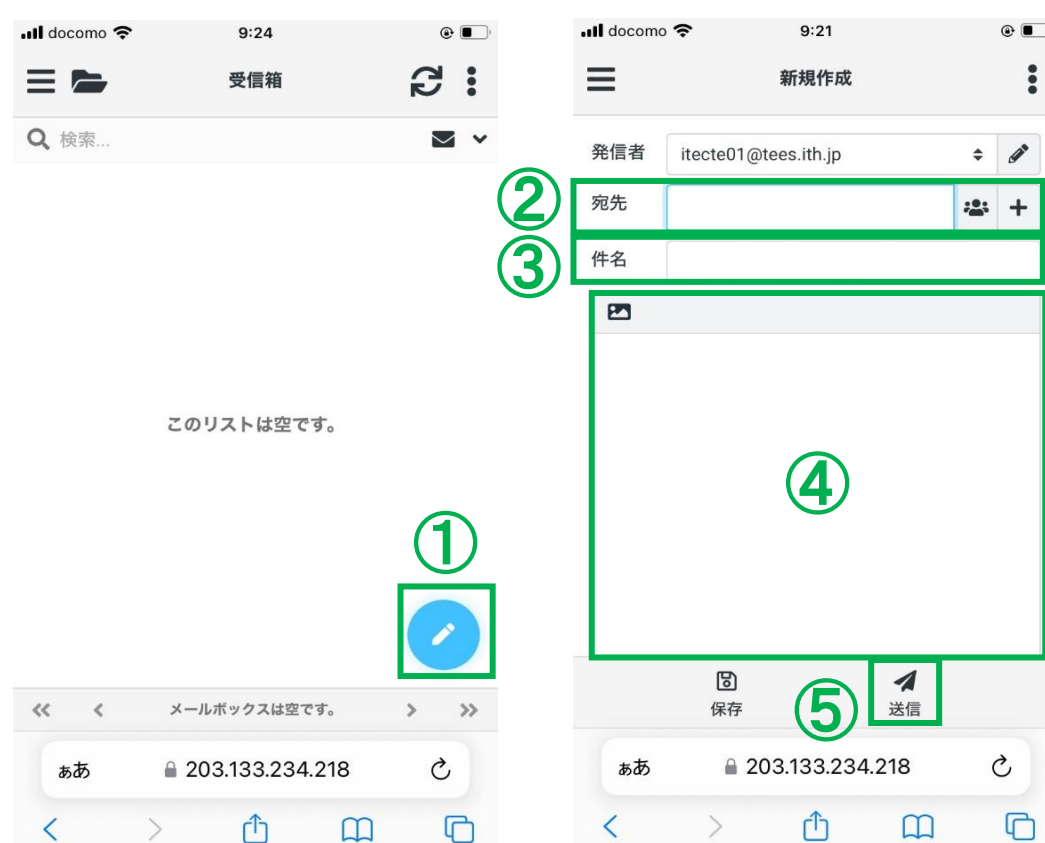 docomo 9:24
受信箱
検索...
このリストは空です。
①
メールボックスは空です。
ぁあ 203.133.234.218
docomo 9:21
新規作成
発信者 itecte01@tees.ith.jp
② 宛先
③ 件名
④
保存 ⑤ 送信
ぁあ 203.133.234.218